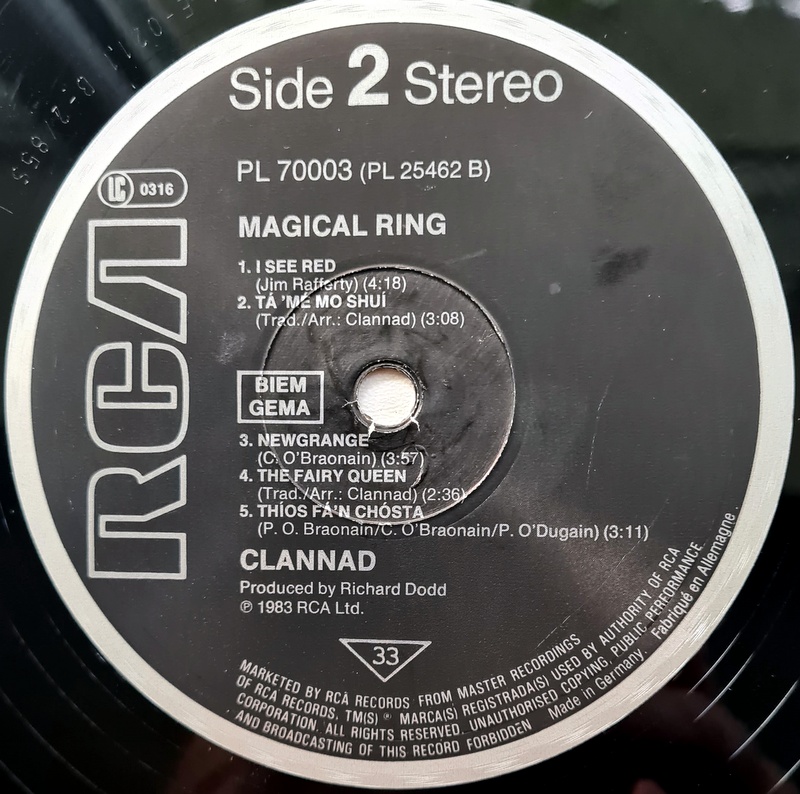 Side 2 Stereo
PL 70003 (PL 25462 B)
LC 0316
RCA
MAGICAL RING
1. I SEE RED
(Jim Rafferty) (4:18)
2. TÁ 'MÉ MO SHUÍ
(Trad./Arr.: Clannad) (3:08)
BIEM
GEMA
3. NEWGRANGE
(C. O'Braonain) (3:57)
4. THE FAIRY QUEEN
(Trad./Arr.: Clannad) (2:36)
5. THÍOS FÁ'N CHÓSTA
(P. O. Braonain/C. O'Braonain/P. O'Dugain) (3:11)
CLANNAD
Produced by Richard Dodd
℗ 1983 RCA Ltd.
33
MARKETED BY RCA RECORDS FROM MASTER RECORDINGS
OF RCA RECORDS, TM(S) ® MARCA(S) REGISTRADA(S) USED BY AUTHORITY OF RCA
CORPORATION. ALL RIGHTS RESERVED. UNAUTHORISED COPYING, PUBLIC PERFORMANCE
AND BROADCASTING OF THIS RECORD FORBIDDEN Made in Germany. Fabriqué en Allemagne.